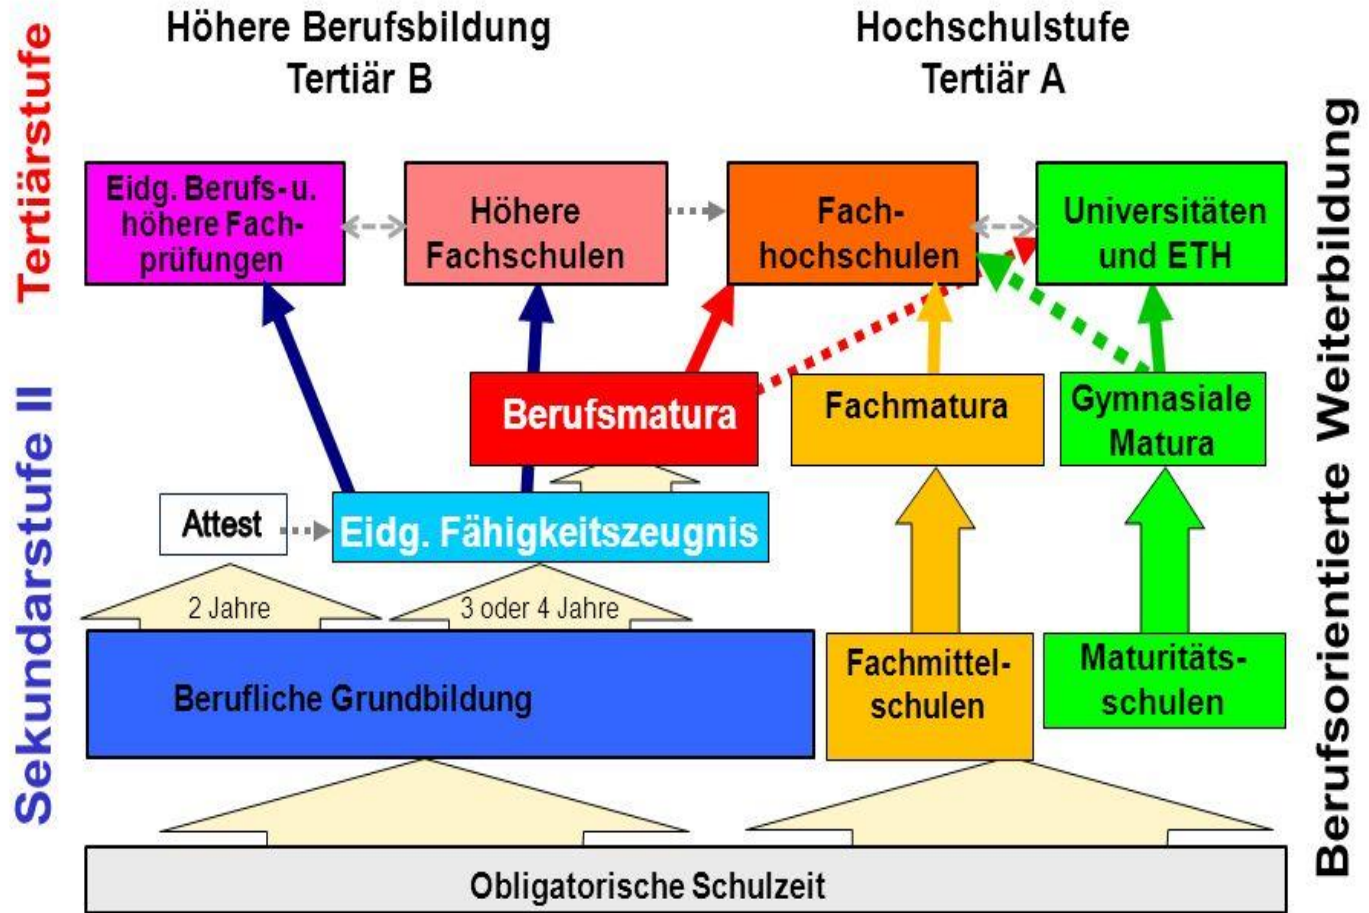 Höhere Berufsbildung
Tertiär B
Hochschulstufe
Tertiär A
Tertiärstufe
Eidg. Berufs- u.
höhere Fach-
prüfungen
Höhere
Fachschulen
Fach-
hochschulen
Universitäten
und ETH
Berufsorientierte Weiterbildung
Sekundarstufe II
Berufsmatura
Fachmatura
Gymnasiale
Matura
Attest
Eidg. Fähigkeitszeugnis
2 Jahre
3 oder 4 Jahre
Berufliche Grundbildung
Fachmittel-
schulen
Maturitäts-
schulen
Obligatorische Schulzeit